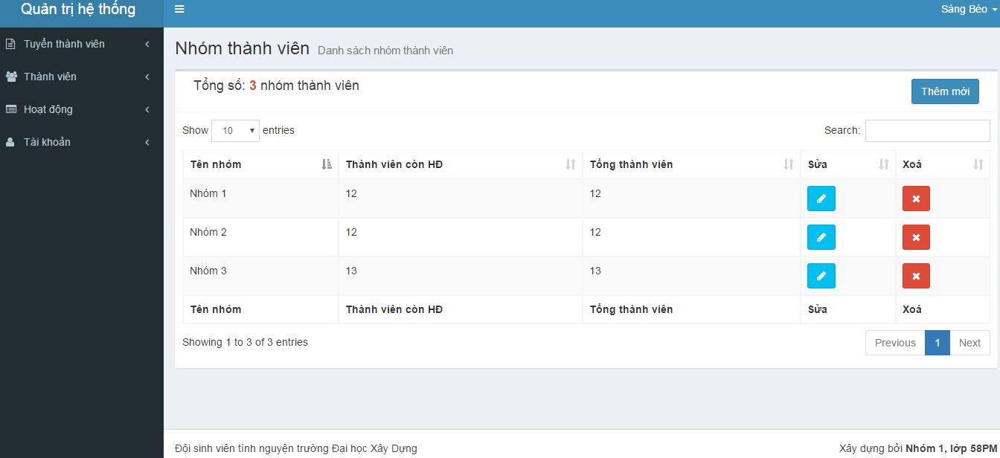 Quản trị hệ thống
Sáng Béo
Tuyển thành viên
Thành viên
Hoạt động
Tài khoản
Nhóm thành viên Danh sách nhóm thành viên
Tổng số: 3 nhóm thành viên
Thêm mới
Show 10 entries
Search:
Tên nhóm Thành viên còn HĐ Tổng thành viên Sửa Xoá
Nhóm 1 12 12
Nhóm 2 12 12
Nhóm 3 13 13
Tên nhóm Thành viên còn HĐ Tổng thành viên Sửa Xoá
Showing 1 to 3 of 3 entries
Previous 1 Next
Đội sinh viên tình nguyện trường Đại học Xây Dựng
Xây dựng bởi Nhóm 1, lớp 58PM